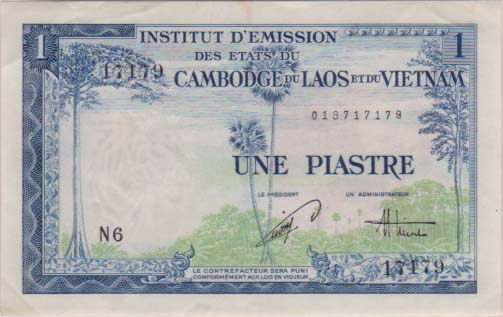 1 INSTITUT D'EMISSION 1
DES ETATS DU
17179 CAMBODGE DU LAOS ET DU VIETNAM
013717179
UNE PIASTRE
LE PRESIDENT UN ADMINISTRATEUR
N6
17179
LE CONTREFACTEUR SERA PUNI
CONFORMÉMENT AUX LOIS EN VIGUEUR